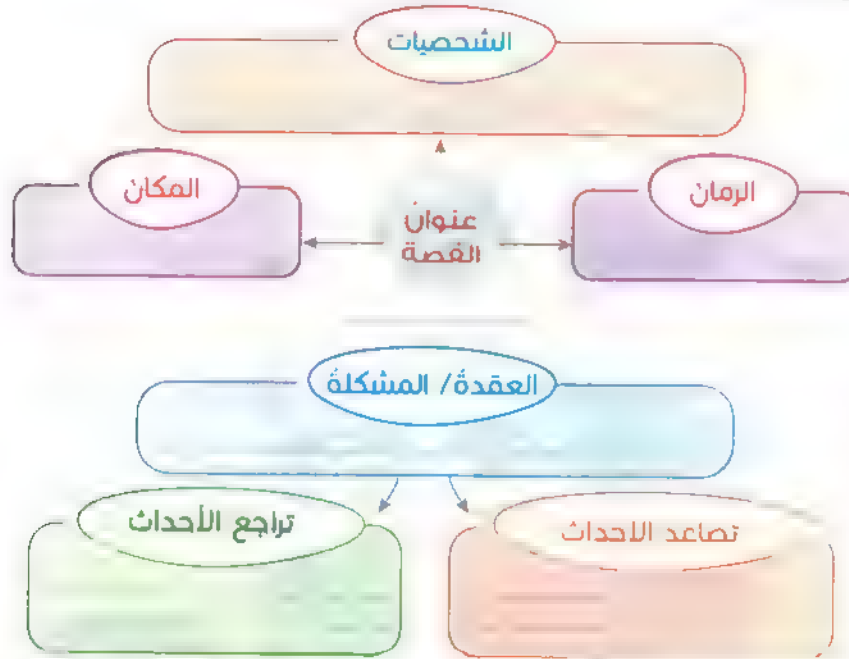 الشخصيات
الزمان
عنوان
القصة
المكان
العقدة/ المشكلة
تصاعد الأحداث
تراجع الأحداث